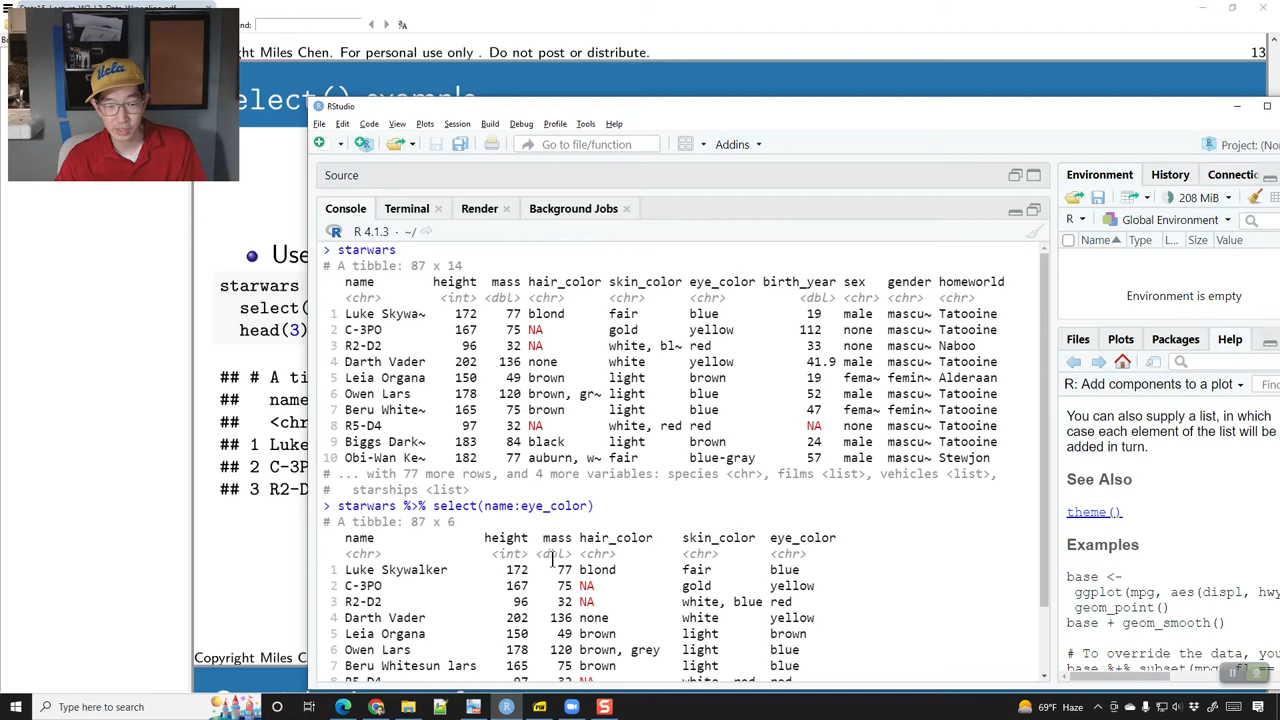 Copyright Miles Chen. For personal use only . Do not post or distribute.
13
select() example
Ucla
Use
starwars
select(
head(3)
## # A ti
## name
## <chr
## 1 Luke
## 2 C-3P
## 3 R2-D
Copyright Miles Chen. For
RStudio
File Edit Code View Plots Session Build Debug Profile Tools Help
Go to file/function
Addins
Project: (No
Source
Console Terminal Render Background Jobs
R 4.1.3 · ~/
> starwars
# A tibble: 87 x 14
name height mass hair_color skin_color eye_color birth_year sex gender homeworld
<chr> <int> <dbl> <chr> <chr> <chr> <dbl> <chr> <chr> <chr>
1 Luke Skywa~ 172 77 blond fair blue 19 male mascu~ Tatooine
2 C-3PO 167 75 NA gold yellow 112 none mascu~ Tatooine
3 R2-D2 96 32 NA white, bl~ red 33 none mascu~ Naboo
4 Darth Vader 202 136 none white yellow 41.9 male mascu~ Tatooine
5 Leia Organa 150 49 brown light brown 19 fema~ femin~ Alderaan
6 Owen Lars 178 120 brown, gr~ light blue 52 male mascu~ Tatooine
7 Beru White~ 165 75 brown light blue 47 fema~ femin~ Tatooine
8 R5-D4 97 32 NA white, red red NA none mascu~ Tatooine
9 Biggs Dark~ 183 84 black light brown 24 male mascu~ Tatooine
10 Obi-Wan Ke~ 182 77 auburn, w~ fair blue-gray 57 male mascu~ Stewjon
# ... with 77 more rows, and 4 more variables: species <chr>, films <list>, vehicles <list>,
# starships <list>
> starwars %>% select(name:eye_color)
# A tibble: 87 x 6
name height mass hair_color skin_color eye_color
<chr> <int> <dbl> <chr> <chr> <chr>
1 Luke Skywalker 172 77 blond fair blue
2 C-3PO 167 75 NA gold yellow
3 R2-D2 96 32 NA white, blue red
4 Darth Vader 202 136 none white yellow
5 Leia Organa 150 49 brown light brown
6 Owen Lars 178 120 brown, grey light blue
7 Beru Whitesun lars 165 75 brown light blue
8 R5-D4 97 32 NA white, red red
Environment History Connectic
208 MiB
R Global Environment
Name Type L... Size Value
Environment is empty
Files Plots Packages Help
R: Add components to a plot Find
You can also supply a list, in which
case each element of the list will be
added in turn.
See Also
theme()
Examples
base <-
ggplot(mpg, aes(displ, hwy
geom_point()
base + geom_smooth()
# To override the data, you
Type here to search
69°F Haze